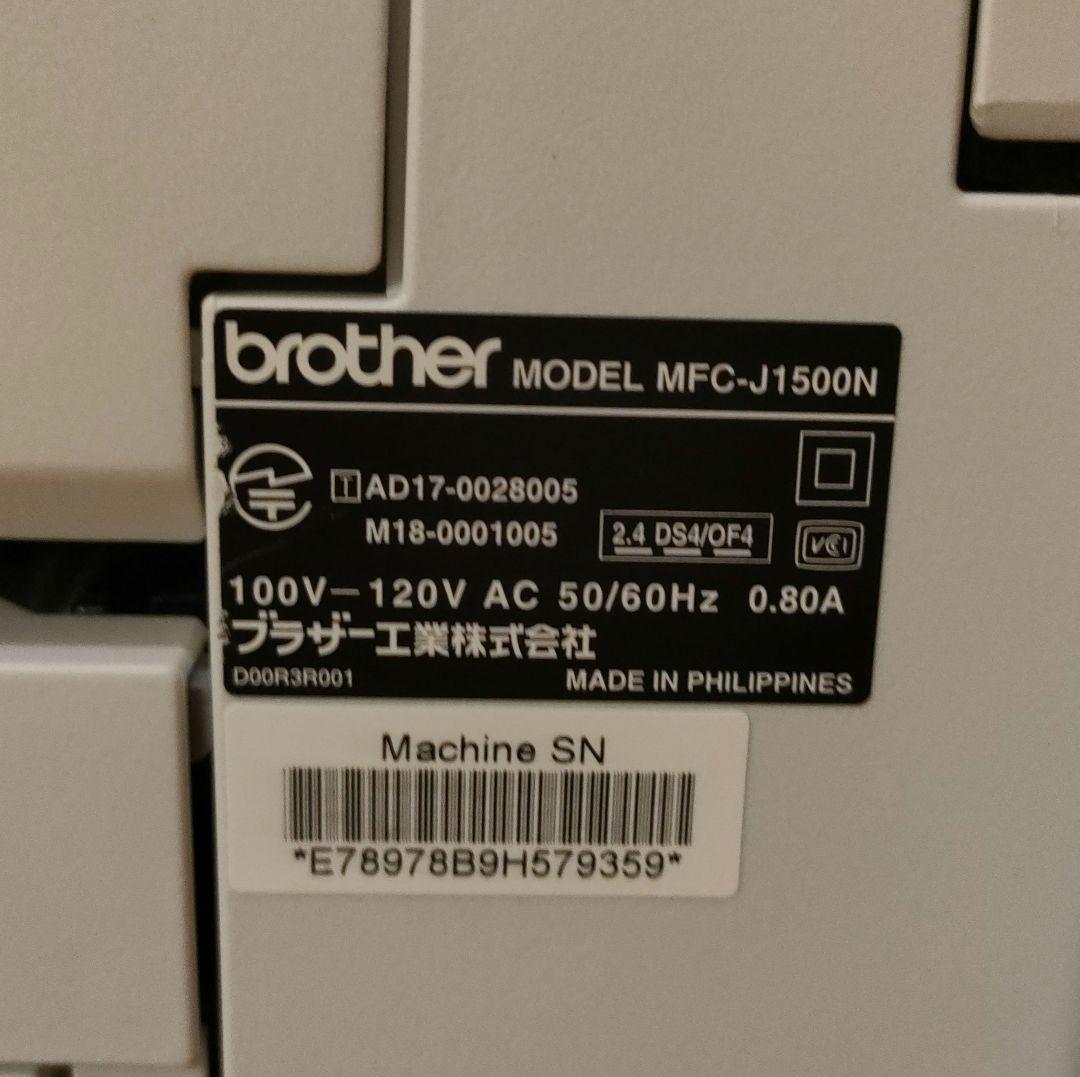 brother MODEL MFC-J1500N
T AD17-0028005
M18-0001005
2.4 DS4/OF4
VCI
100V－120V AC 50/60Hz 0.80A
ブラザー工業株式会社
D00R3R001 MADE IN PHILIPPINES
Machine SN
*E78978B9H579359*